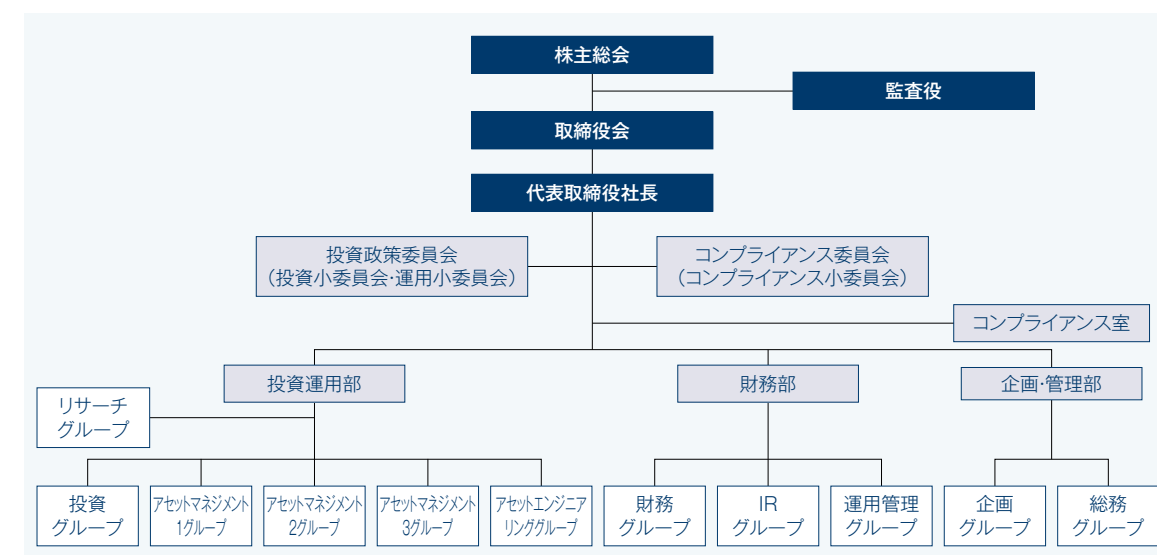 株主総会
監査役
取締役会
代表取締役社長
投資政策委員会
（投資小委員会･運用小委員会）
コンプライアンス委員会
（コンプライアンス小委員会）
コンプライアンス室
投資運用部
財務部
企画･管理部
リサーチ
グループ
投資
グループ
アセットマネジメント
1グループ
アセットマネジメント
2グループ
アセットマネジメント
3グループ
アセットエンジニア
リンググループ
財務
グループ
IR
グループ
運用管理
グループ
企画
グループ
総務
グループ